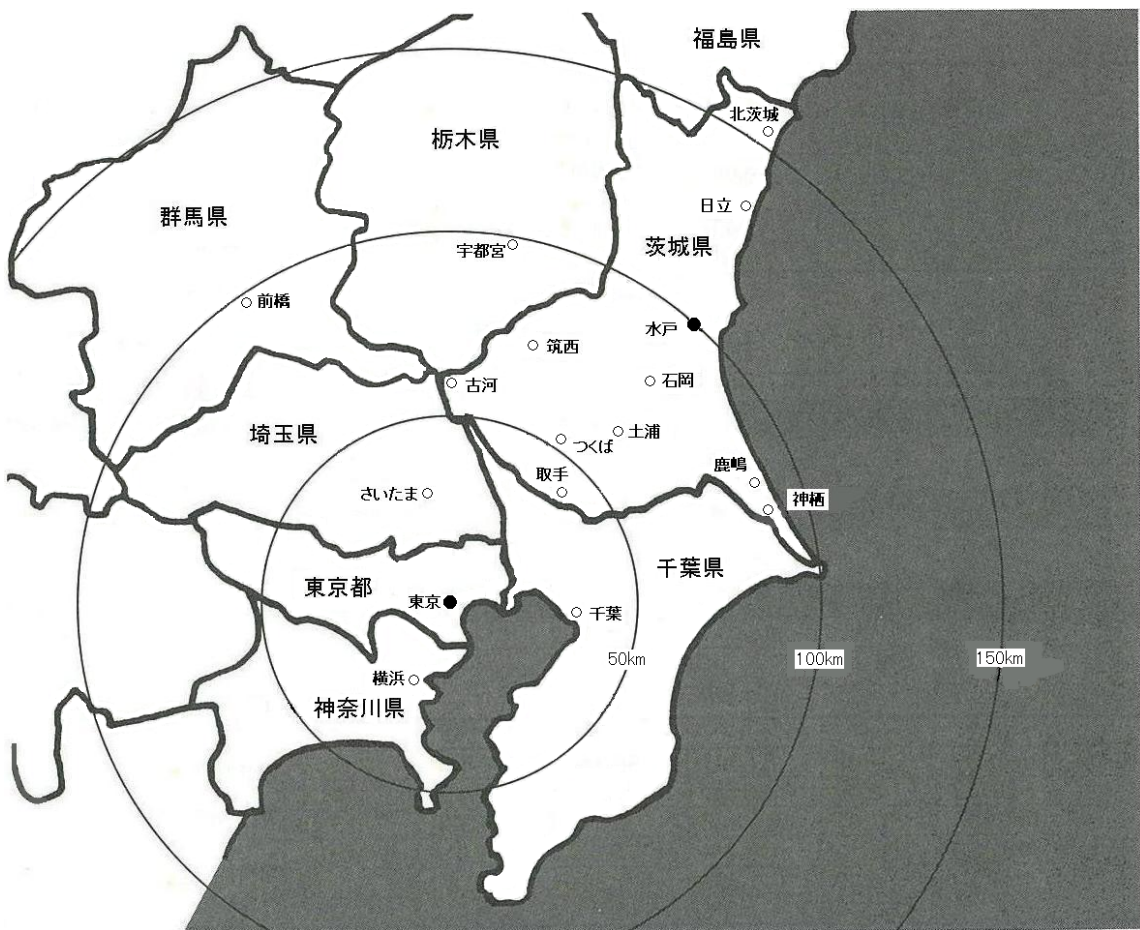 福島県
北茨城
栃木県
日立
群馬県
茨城県
宇都宮
前橋
水戸
筑西
古河
石岡
埼玉県
土浦
つくば
鹿嶋
取手
さいたま
神栖
千葉県
東京都
東京
千葉
50km
100km
150km
横浜
神奈川県